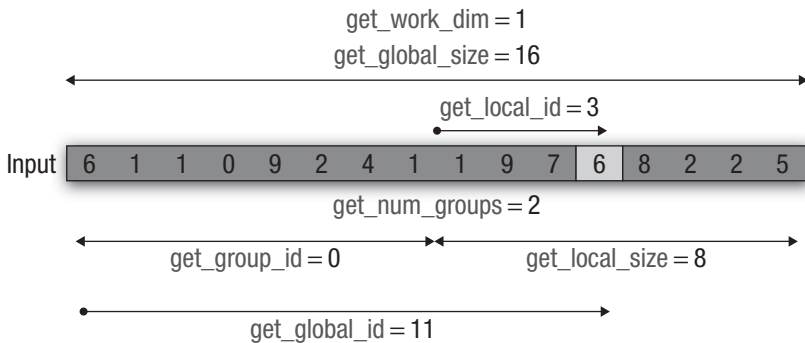 get_work_dim = 1
get_global_size = 16
get_local_id = 3
Input 6 1 1 0 9 2 4 1 1 9 7 6 8 2 2 5
get_num_groups = 2
get_group_id = 0 get_local_size = 8
get_global_id = 11